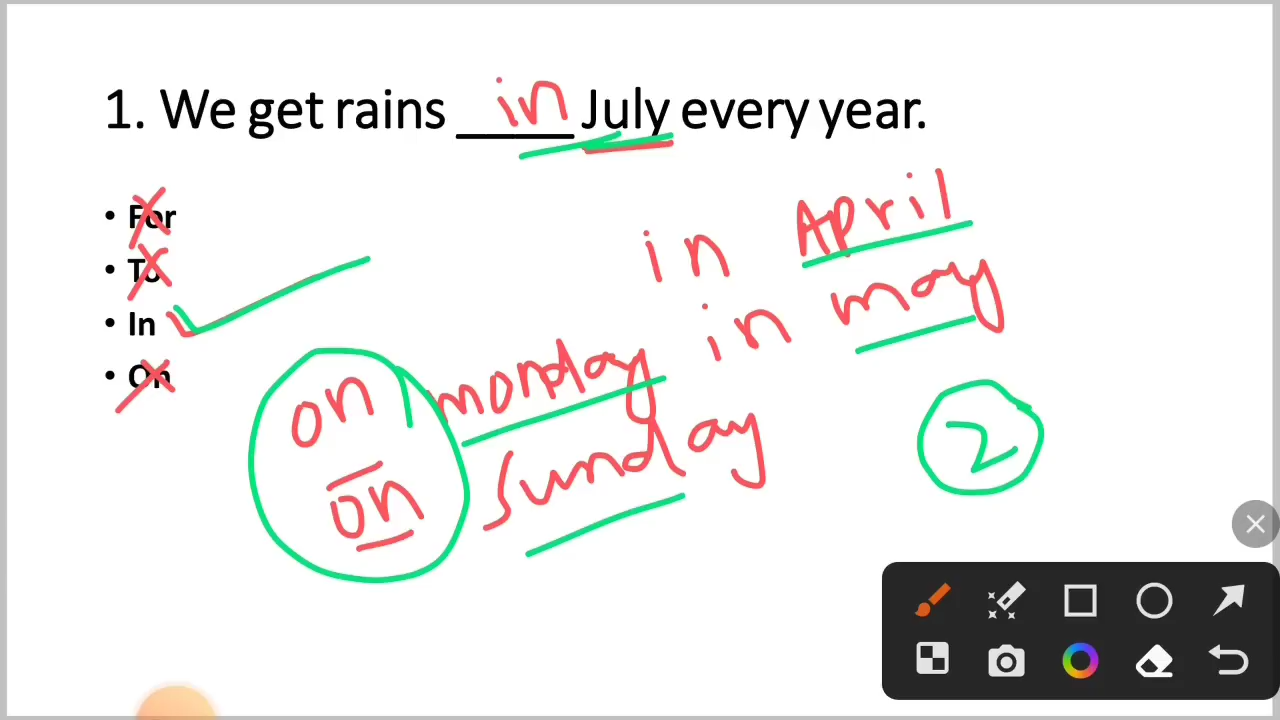 1. We get rains in July every year.
• For
• To
• In
• On
in April
in may
on monday
on sunday
2